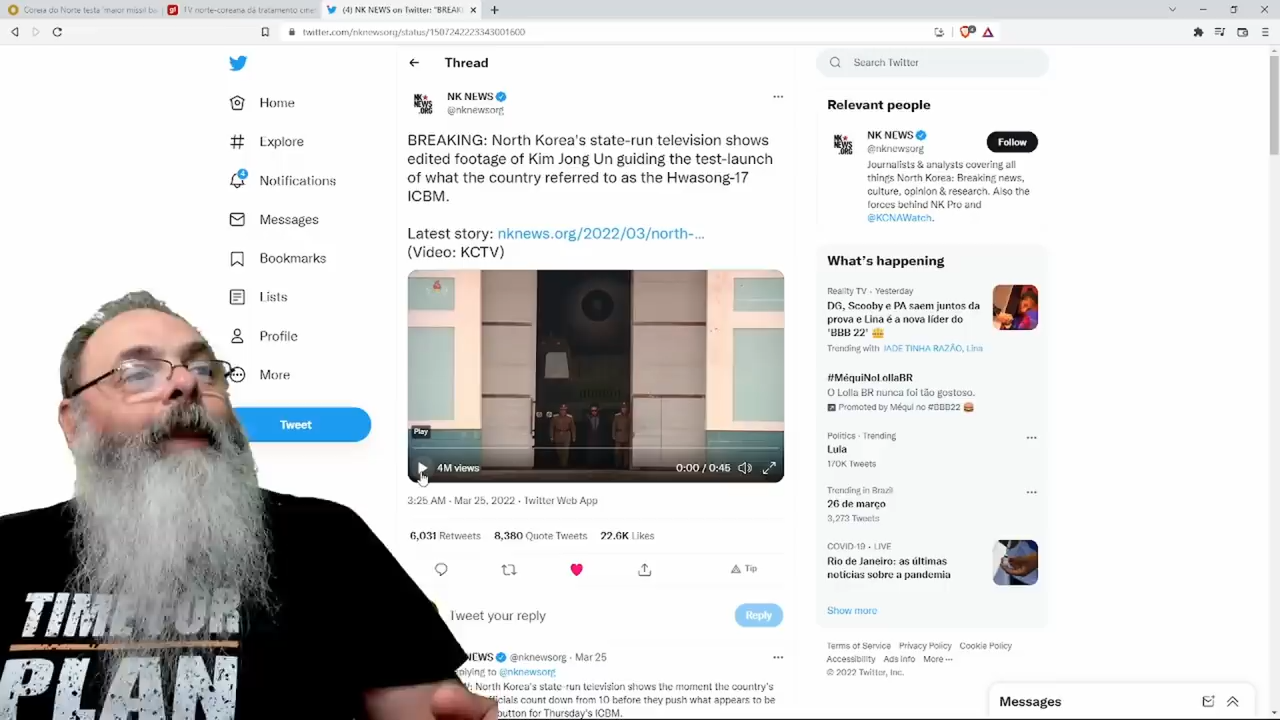 Coreia do Norte testa 'maior míssil ba
TV norte-coreana dá tratamento cine
(4) NK NEWS on Twitter: "BREAK
twitter.com/nknewsorg/status/1507242223343001600
Thread
Search Twitter
Home
Explore
4
Notifications
Messages
Bookmarks
Lists
Profile
More
Tweet
NK NEWS
@nknewsorg
BREAKING: North Korea's state-run television shows
edited footage of Kim Jong Un guiding the test-launch
of what the country referred to as the Hwasong-17
ICBM.
Latest story: nknews.org/2022/03/north-...
(Video: KCTV)
Play
4M views
0:00 / 0:45
3:25 AM · Mar 25, 2022 · Twitter Web App
6,031 Retweets 8,380 Quote Tweets 22.6K Likes
Tip
Tweet your reply
Reply
NEWS @nknewsorg · Mar 25
plying to @nknewsorg
: North Korea's state-run television shows the moment the country's
ficials count down from 10 before they push what appears to be
button for Thursday's ICBM.
Relevant people
NK NEWS
@nknewsorg
Follow
Journalists & analysts covering all
things North Korea: Breaking news,
culture, opinion & research. Also the
forces behind NK Pro and
@KCNAWatch.
What's happening
Reality TV · Yesterday
DG, Scooby e PA saem juntos da
prova e Lina é a nova líder do
'BBB 22'
Trending with JADE TINHA RAZÃO, Lina
#MéquiNoLollaBR
O Lolla BR nunca foi tão gostoso.
Promoted by Méqui no #BBB22
Politics · Trending
Lula
170K Tweets
Trending in Brazil
26 de março
3,273 Tweets
COVID-19 · LIVE
Rio de Janeiro: as últimas
notícias sobre a pandemia
Show more
Terms of Service Privacy Policy Cookie Policy
Accessibility Ads Info More ···
© 2022 Twitter, Inc.
Messages